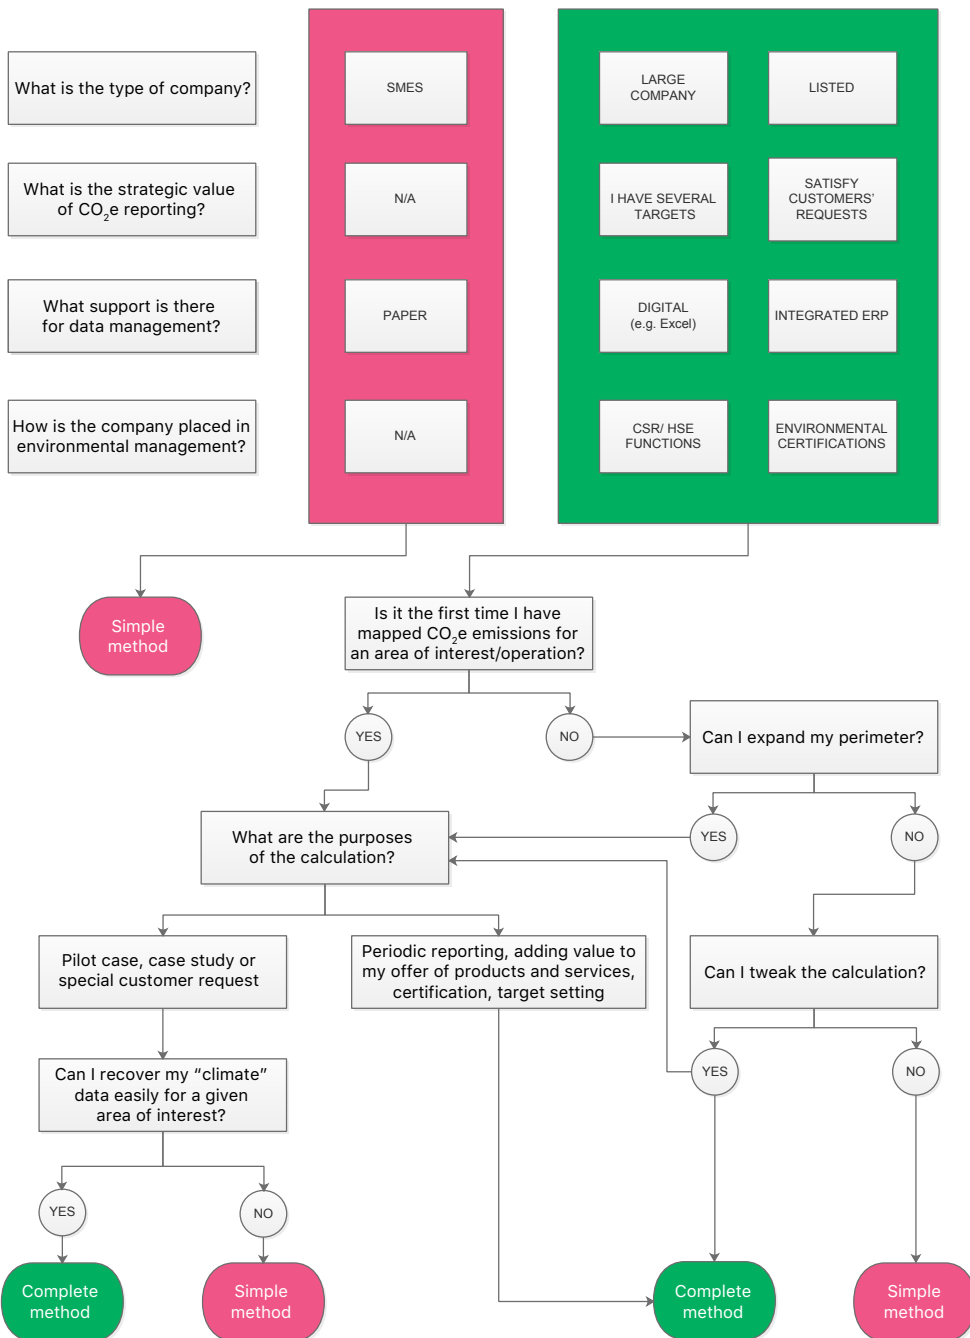 What is the type of company?
SMES
LARGE
COMPANY
LISTED
What is the strategic value
of CO2e reporting?
N/A
I HAVE SEVERAL
TARGETS
SATISFY
CUSTOMERS'
REQUESTS
What support is there
for data management?
PAPER
DIGITAL
(e.g. Excel)
INTEGRATED ERP
How is the company placed in
environmental management?
N/A
CSR/ HSE
FUNCTIONS
ENVIRONMENTAL
CERTIFICATIONS
Simple
method
Is it the first time I have
mapped CO2e emissions for
an area of interest/operation?
YES
NO
Can I expand my perimeter?
What are the purposes
of the calculation?
YES
NO
Pilot case, case study or
special customer request
Periodic reporting, adding value to
my offer of products and services,
certification, target setting
Can I tweak the calculation?
Can I recover my “climate”
data easily for a given
area of interest?
YES
NO
YES
NO
Complete
method
Simple
method
Complete
method
Simple
method